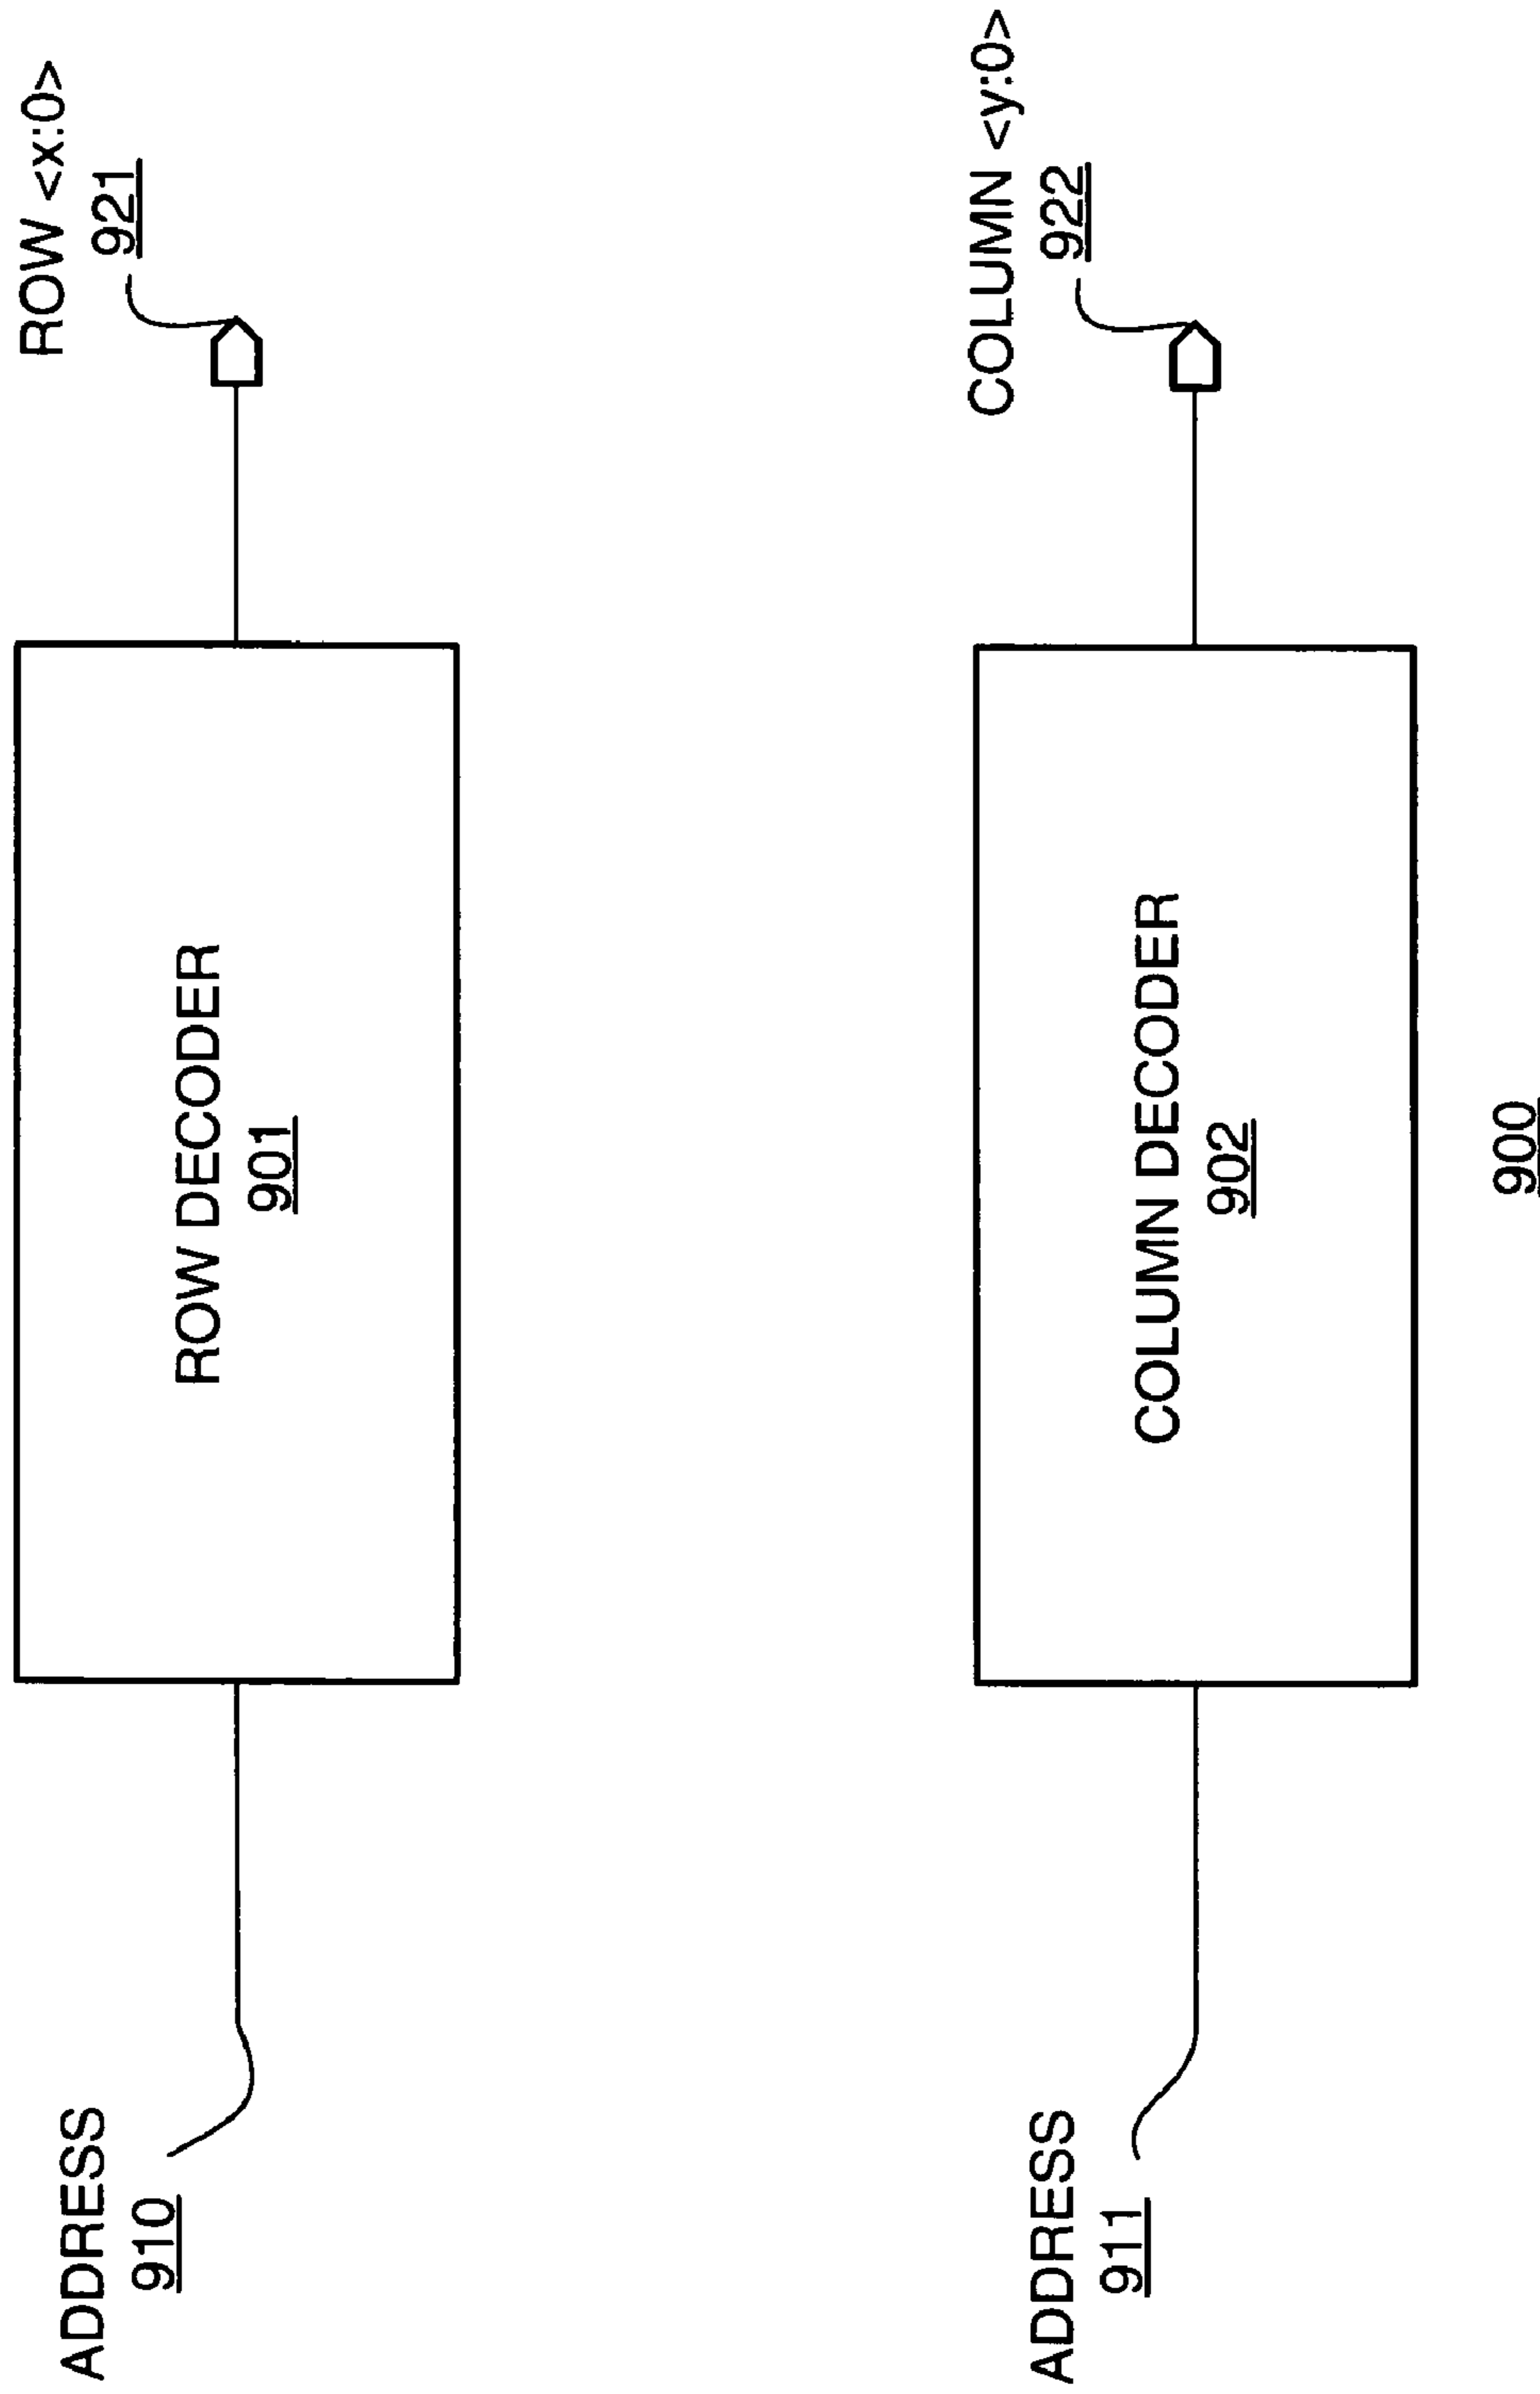 ADDRESS
910
ROW DECODER
901
ROW <x:0>
921
ADDRESS
911
COLUMN DECODER
902
COLUMN <y:0>
922
900